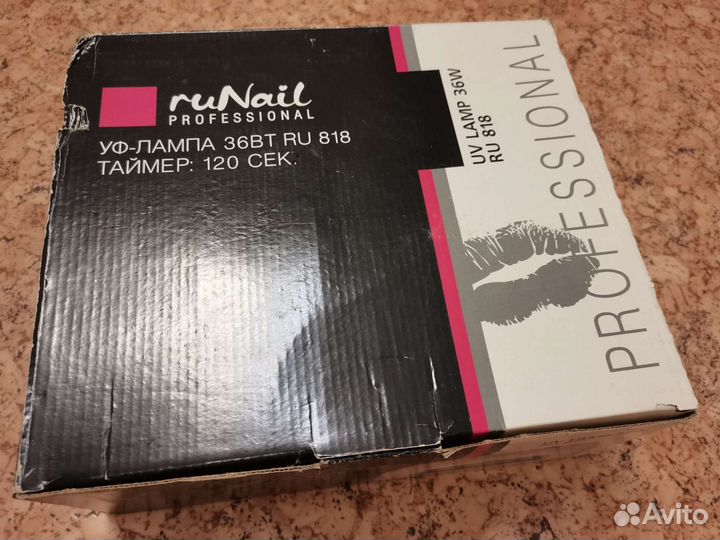 ruNail
PROFESSIONAL
УФ-ЛАМПА 36ВТ RU 818
ТАЙМЕР: 120 СЕК.
UV LAMP 36W
RU 818
PROFESSIONAL
Avito